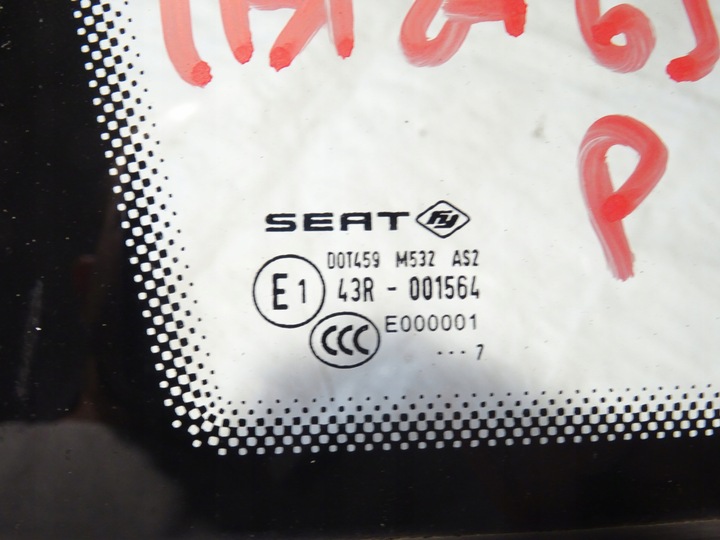 P
SEAT
DOT459 M532 AS2
E1 43R - 001564
CCC E000001
... 7